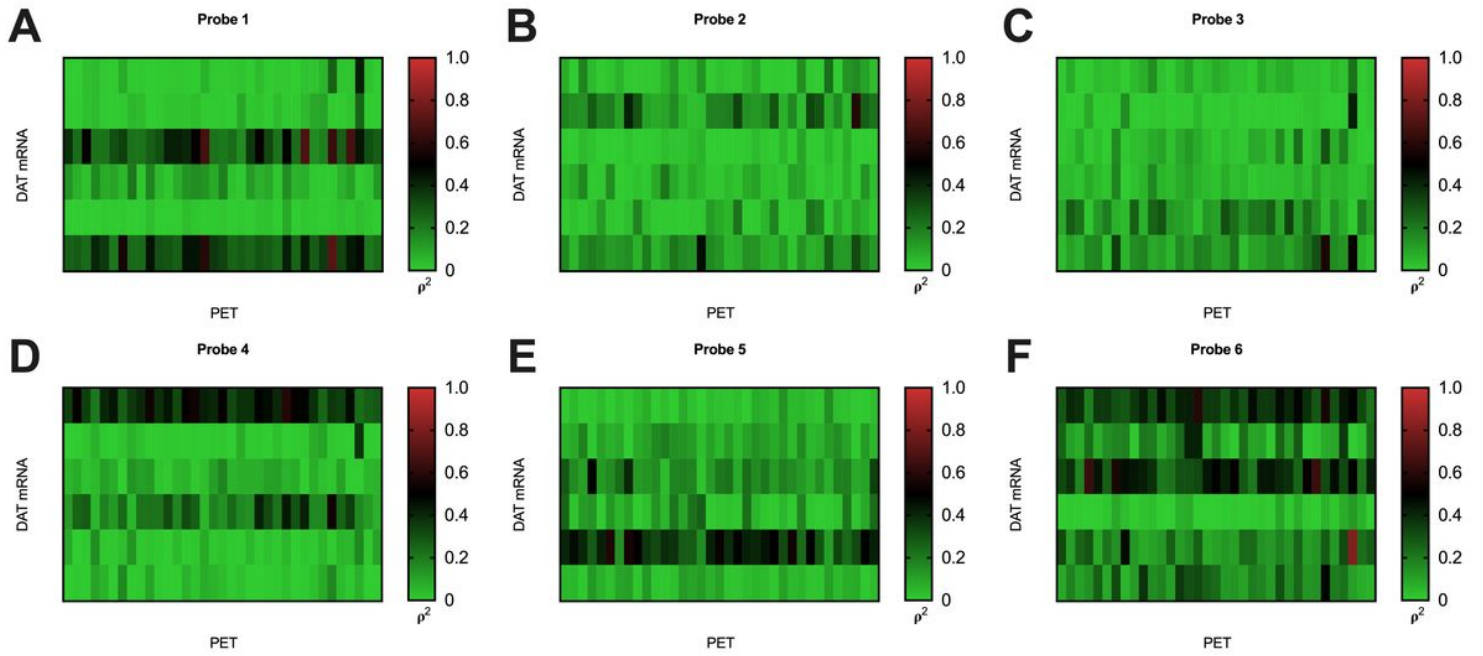 A
Probe 1
DAT mRNA
1.0
0.8
0.6
0.4
0.2
0
ρ²
PET
B
Probe 2
DAT mRNA
1.0
0.8
0.6
0.4
0.2
0
ρ²
PET
C
Probe 3
DAT mRNA
1.0
0.8
0.6
0.4
0.2
0
ρ²
PET
D
Probe 4
DAT mRNA
1.0
0.8
0.6
0.4
0.2
0
ρ²
PET
E
Probe 5
DAT mRNA
1.0
0.8
0.6
0.4
0.2
0
ρ²
PET
F
Probe 6
DAT mRNA
1.0
0.8
0.6
0.4
0.2
0
ρ²
PET